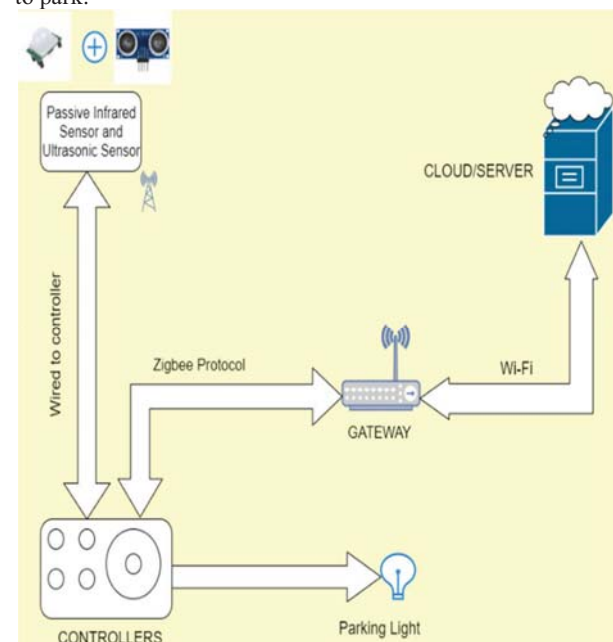 to park.
Passive Infrared
Sensor and
Ultrasonic Sensor
CLOUD/SERVER
Wired to controller
Zigbee Protocol
Wi-Fi
GATEWAY
Parking Light
CONTROLLERS